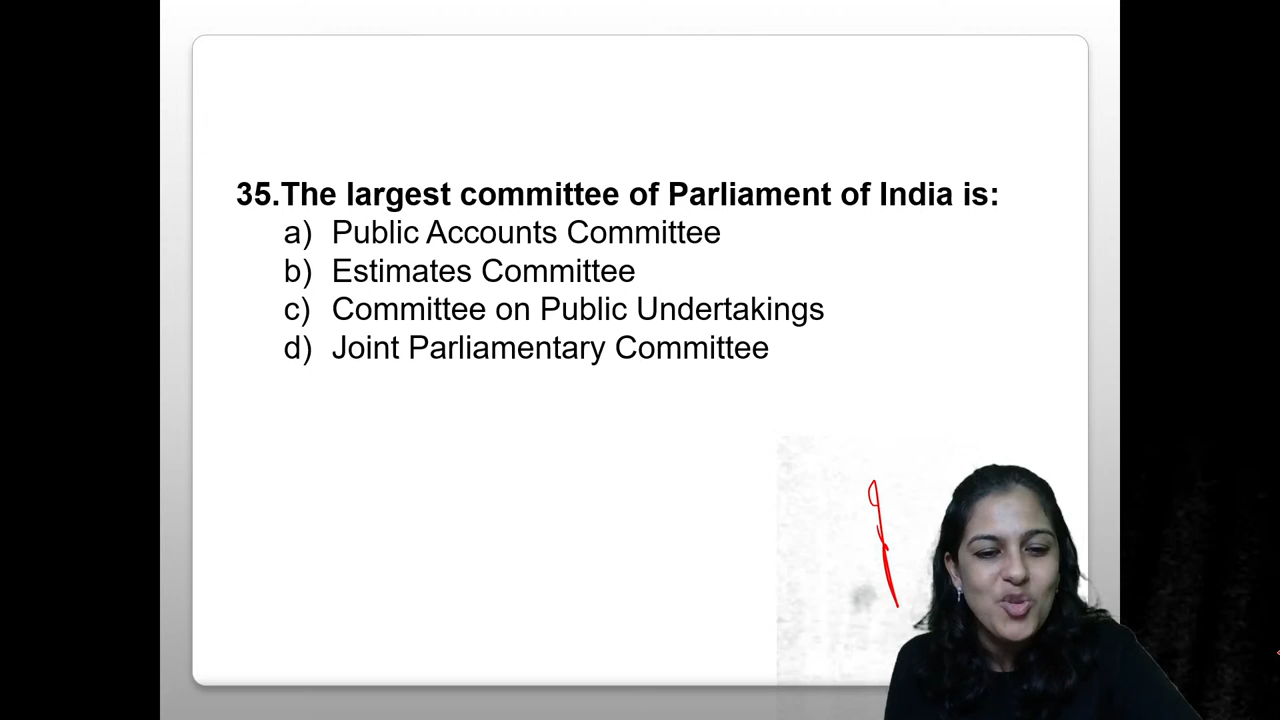 35.The largest committee of Parliament of India is:
a) Public Accounts Committee
b) Estimates Committee
c) Committee on Public Undertakings
d) Joint Parliamentary Committee